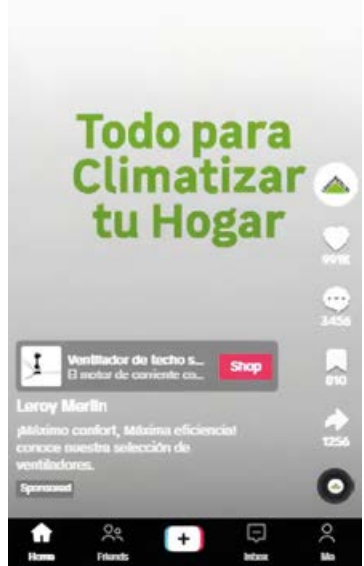 Todo para
Climatizar
tu Hogar
991K
3456
810
1256
Ventilador de techo s...
El motor de corriente co...
Shop
Leroy Merlin
¡Máximo confort, Máxima eficiencia!
conoce nuestra selección de
ventiladores.
Sponsored
Home
Friends
Inbox
Me